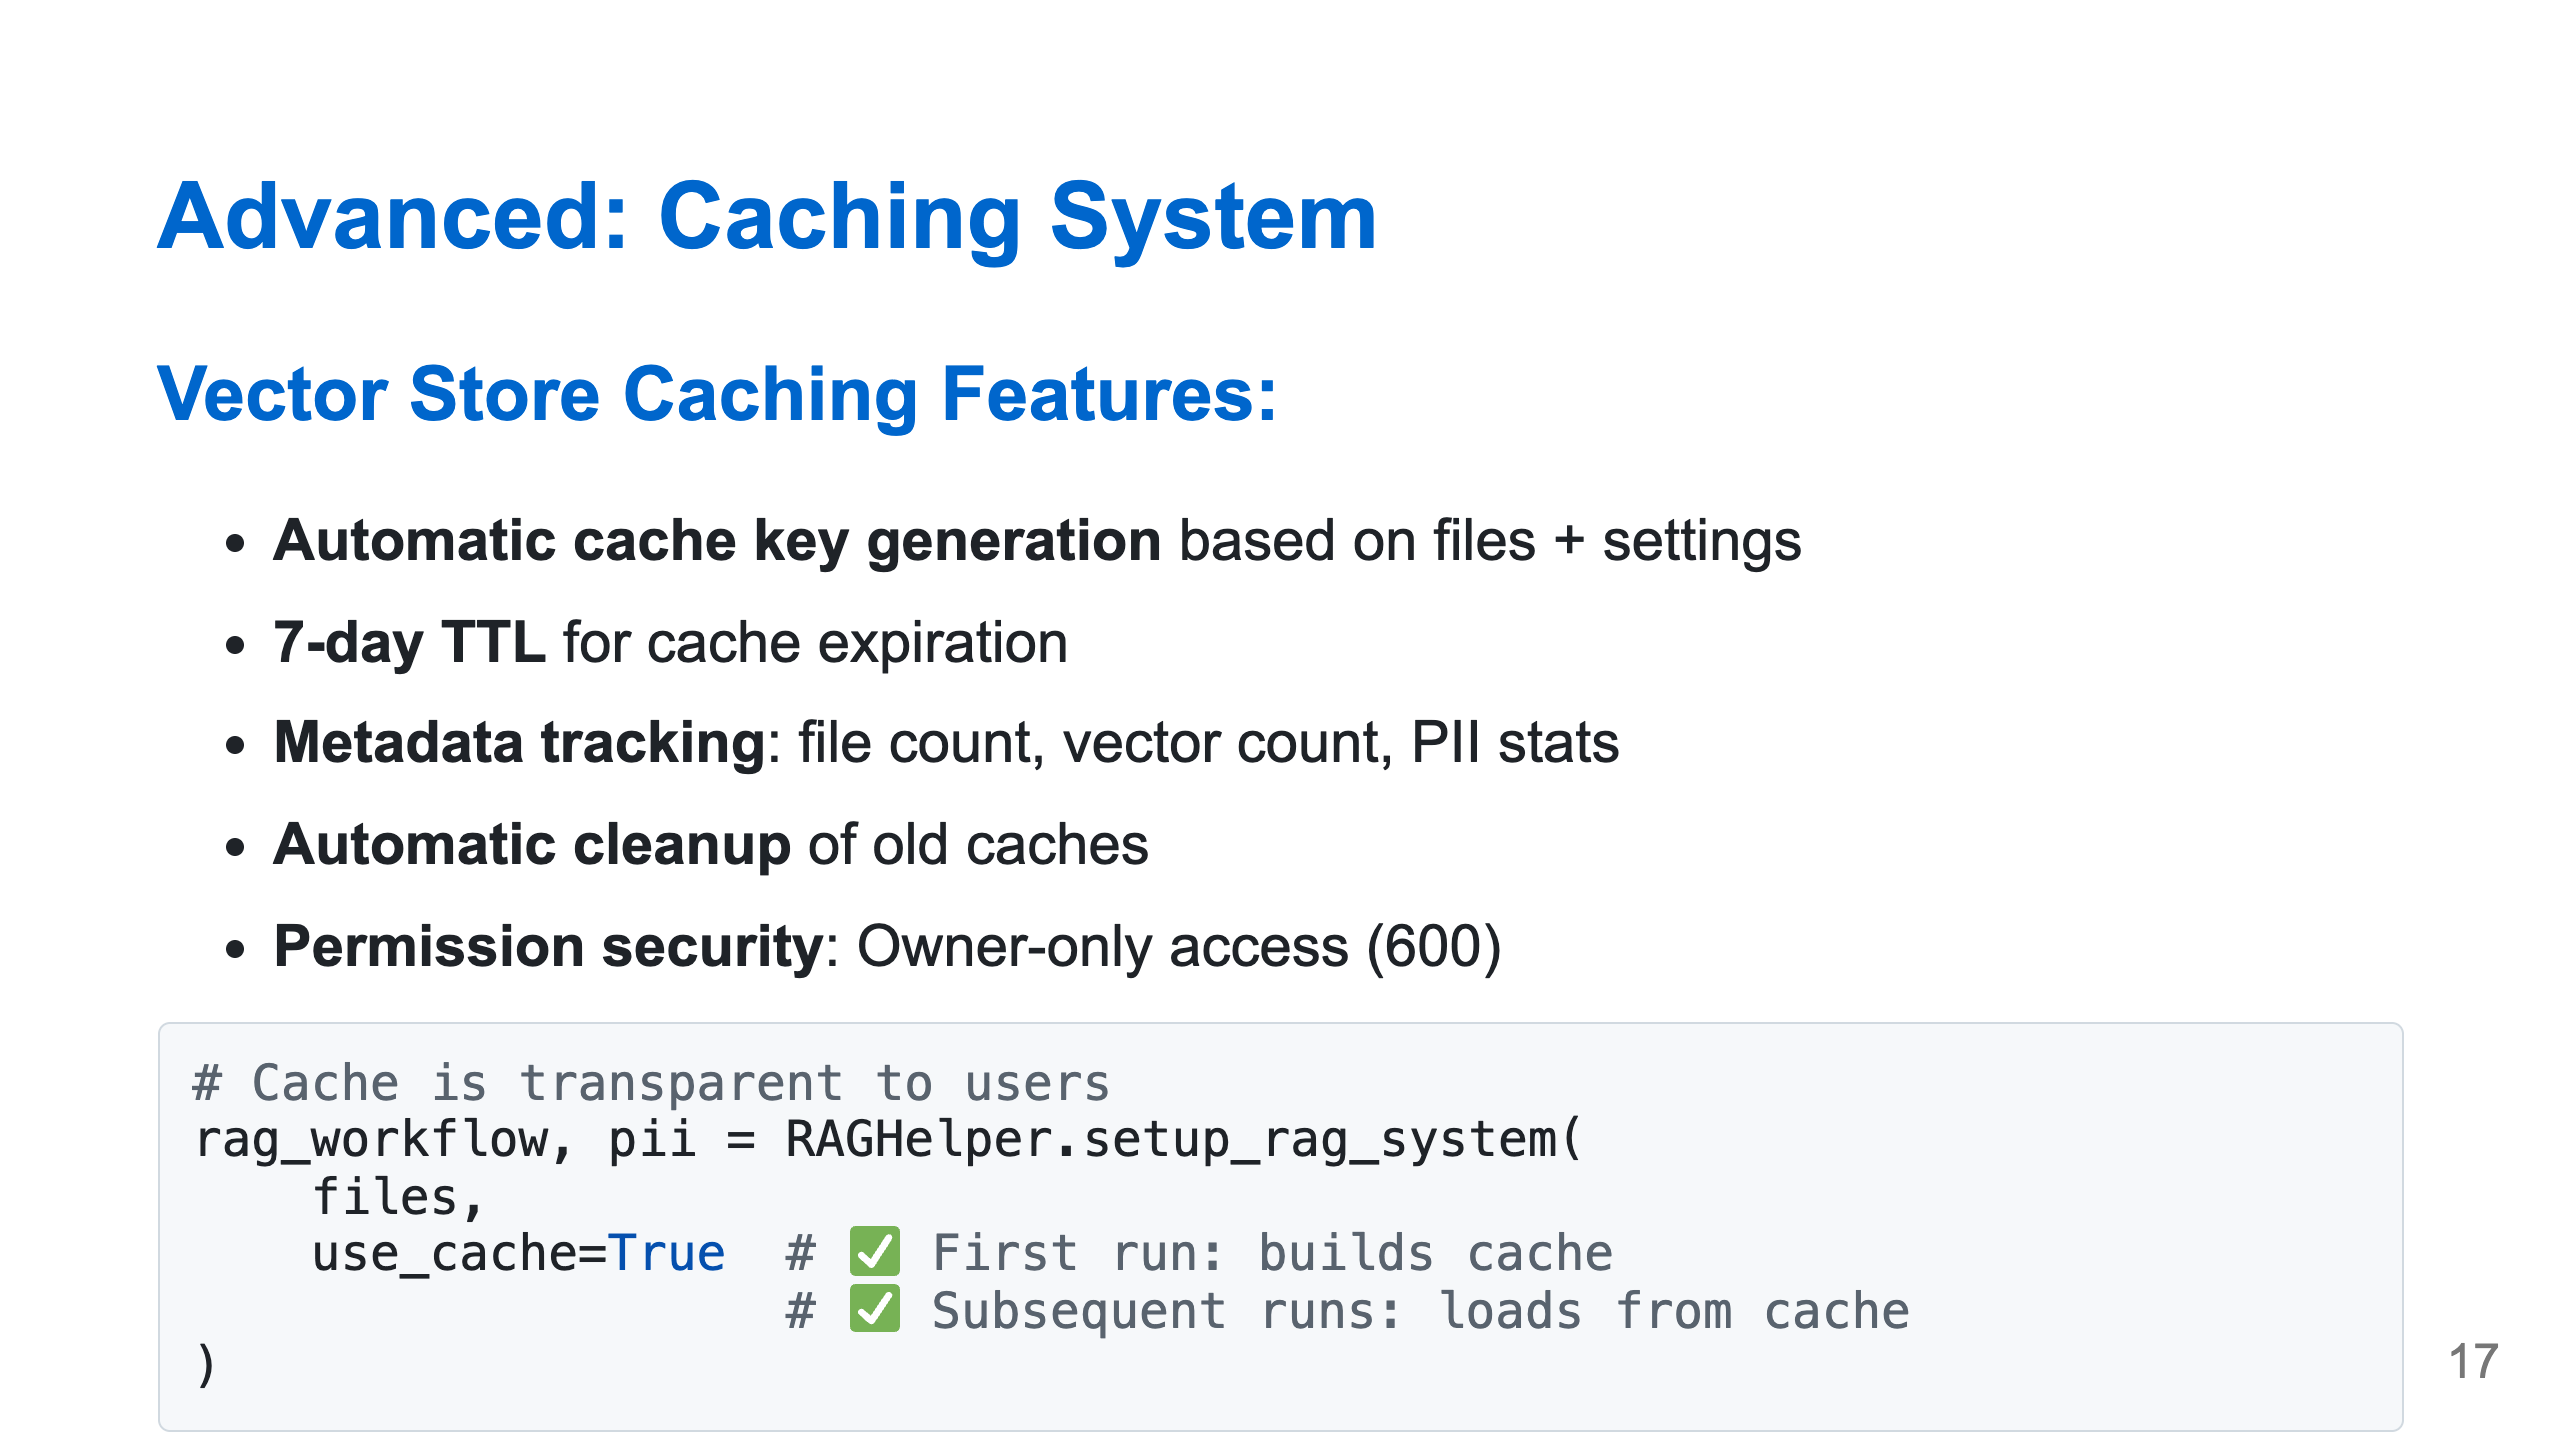 Advanced: Caching System
Vector Store Caching Features:
• Automatic cache key generation based on files + settings
• 7-day TTL for cache expiration
• Metadata tracking: file count, vector count, PII stats
• Automatic cleanup of old caches
• Permission security: Owner-only access (600)
# Cache is transparent to users
rag_workflow, pii = RAGHelper.setup_rag_system(
    files,
    use_cache=True  # ✅ First run: builds cache
                    # ✅ Subsequent runs: loads from cache
)
17